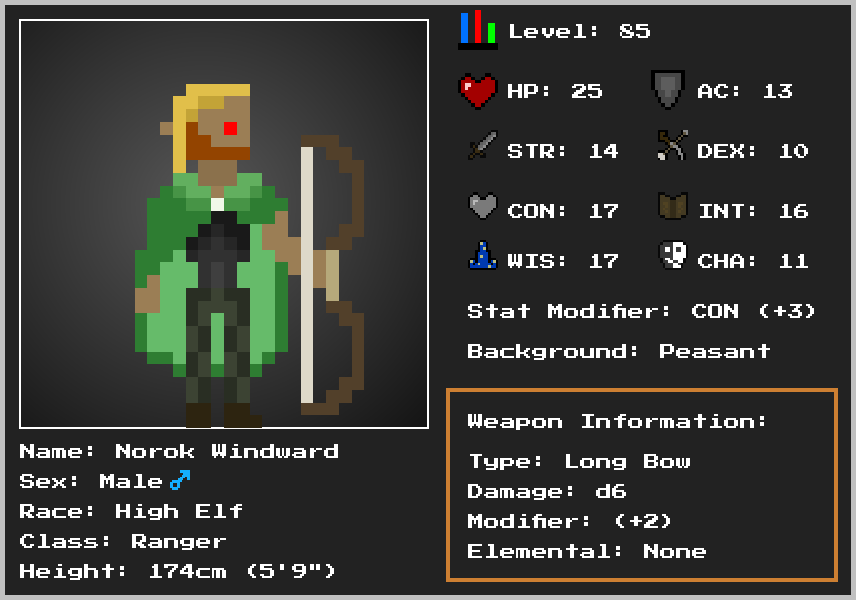 Level: 85
HP: 25
AC: 13
STR: 14
DEX: 10
CON: 17
INT: 16
WIS: 17
CHA: 11
Stat Modifier: CON (+3)
Background: Peasant
Weapon Information:
Type: Long Bow
Damage: d6
Modifier: (+2)
Elemental: None
Name: Norok Windward
Sex: Male♂
Race: High Elf
Class: Ranger
Height: 174cm (5'9")